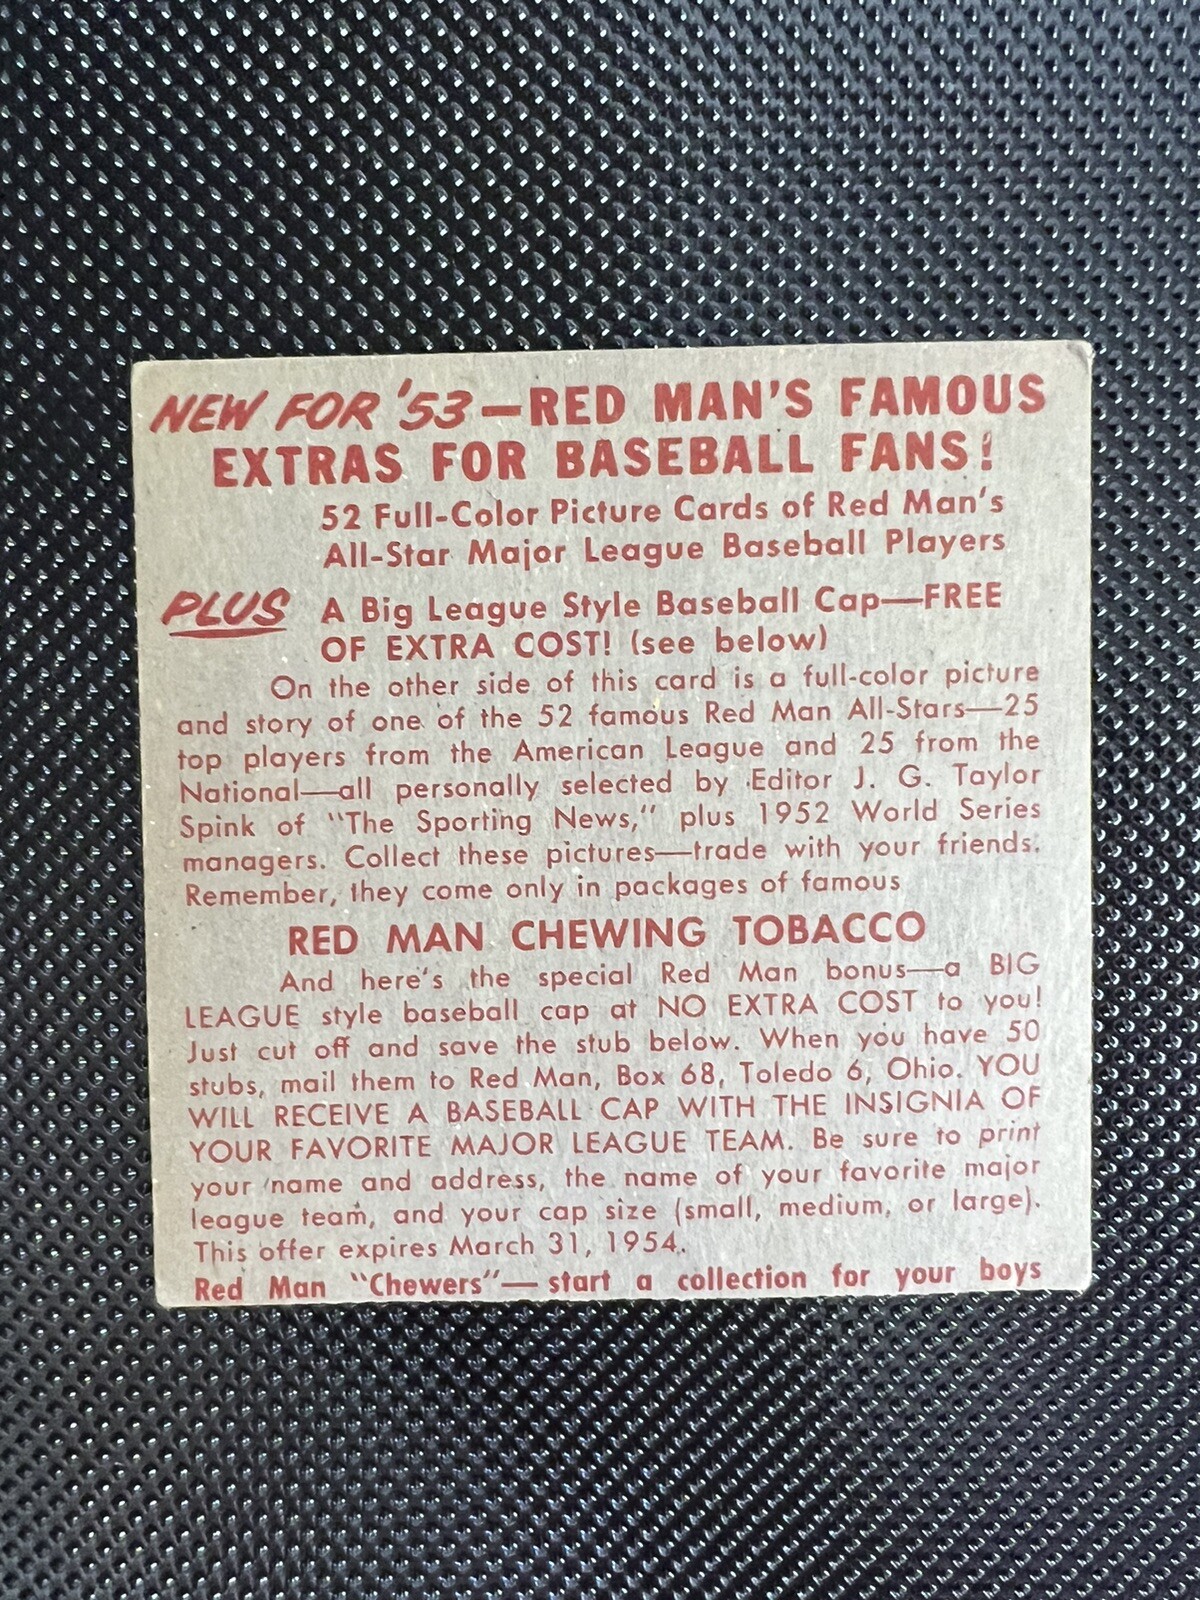 NEW FOR '53—RED MAN'S FAMOUS
EXTRAS FOR BASEBALL FANS!
52 Full-Color Picture Cards of Red Man's
All-Star Major League Baseball Players
PLUS A Big League Style Baseball Cap—FREE
OF EXTRA COST! (see below)
On the other side of this card is a full-color picture
and story of one of the 52 famous Red Man All-Stars—25
top players from the American League and 25 from the
National—all personally selected by Editor J. G. Taylor
Spink of "The Sporting News," plus 1952 World Series
managers. Collect these pictures—trade with your friends.
Remember, they come only in packages of famous
RED MAN CHEWING TOBACCO
And here's the special Red Man bonus—a BIG
LEAGUE style baseball cap at NO EXTRA COST to you!
Just cut off and save the stub below. When you have 50
stubs, mail them to Red Man, Box 68, Toledo 6, Ohio. YOU
WILL RECEIVE A BASEBALL CAP WITH THE INSIGNIA OF
YOUR FAVORITE MAJOR LEAGUE TEAM. Be sure to print
your name and address, the name of your favorite major
league team, and your cap size (small, medium, or large).
This offer expires March 31, 1954.
Red Man "Chewers"—start a collection for your boys